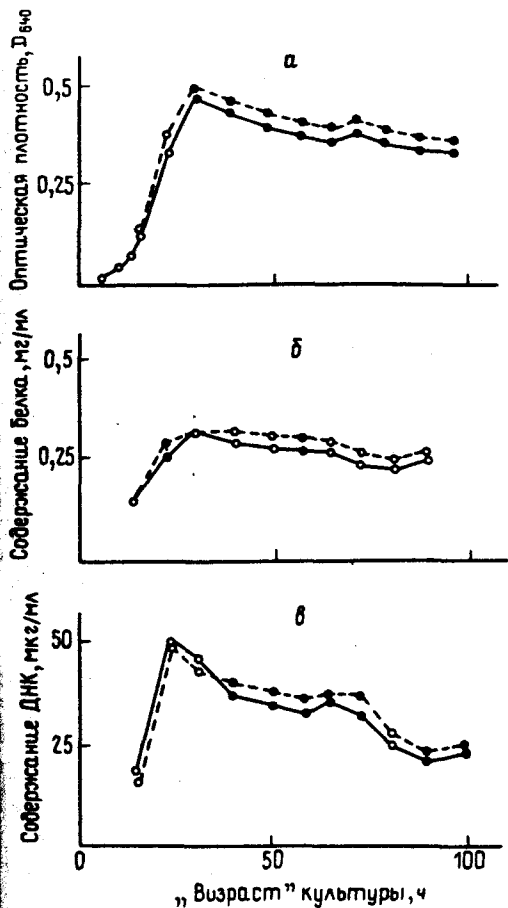 Оптическая плотность, D₆₄₀
а
0,5
0,25
Содержание белка, мг/мл
б
0,5
0,25
Содержание ДНК, мкг/мл
в
50
25
0 50 100
„Визраст” культуры, ч